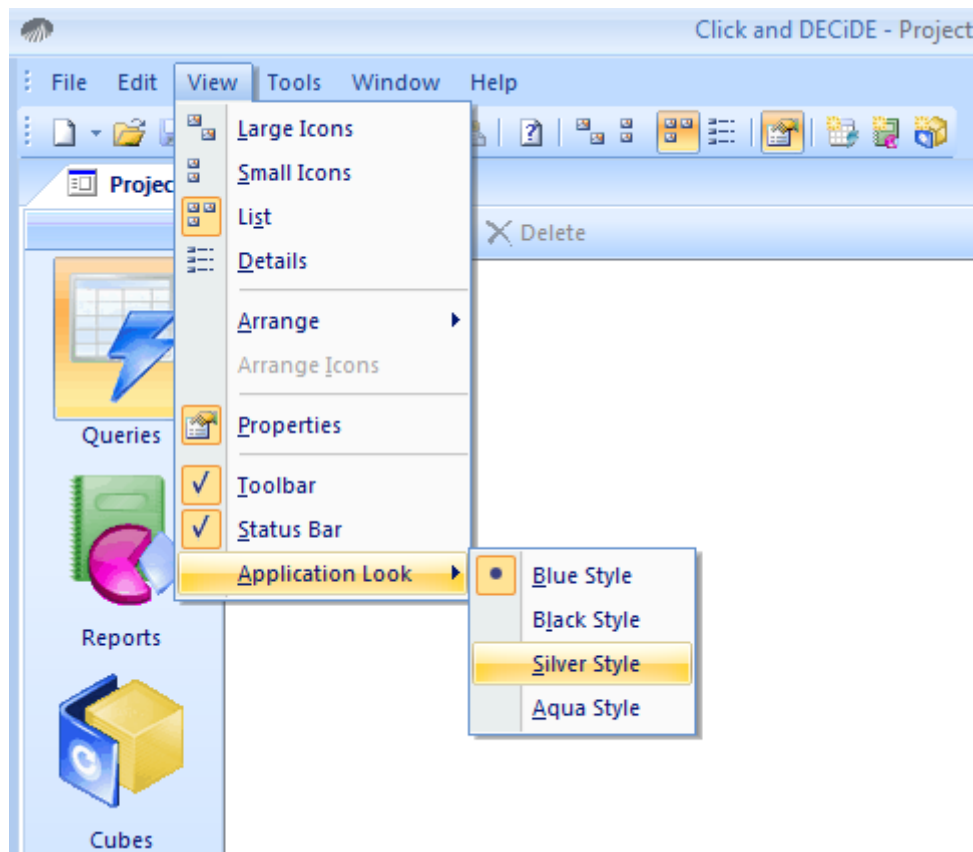 Click and DECiDE - Project
File Edit View Tools Window Help
Large Icons
Small Icons
List
Details
Arrange
Arrange Icons
Properties
Toolbar
Status Bar
Application Look
Blue Style
Black Style
Silver Style
Aqua Style
Projec
Delete
Queries
Reports
Cubes